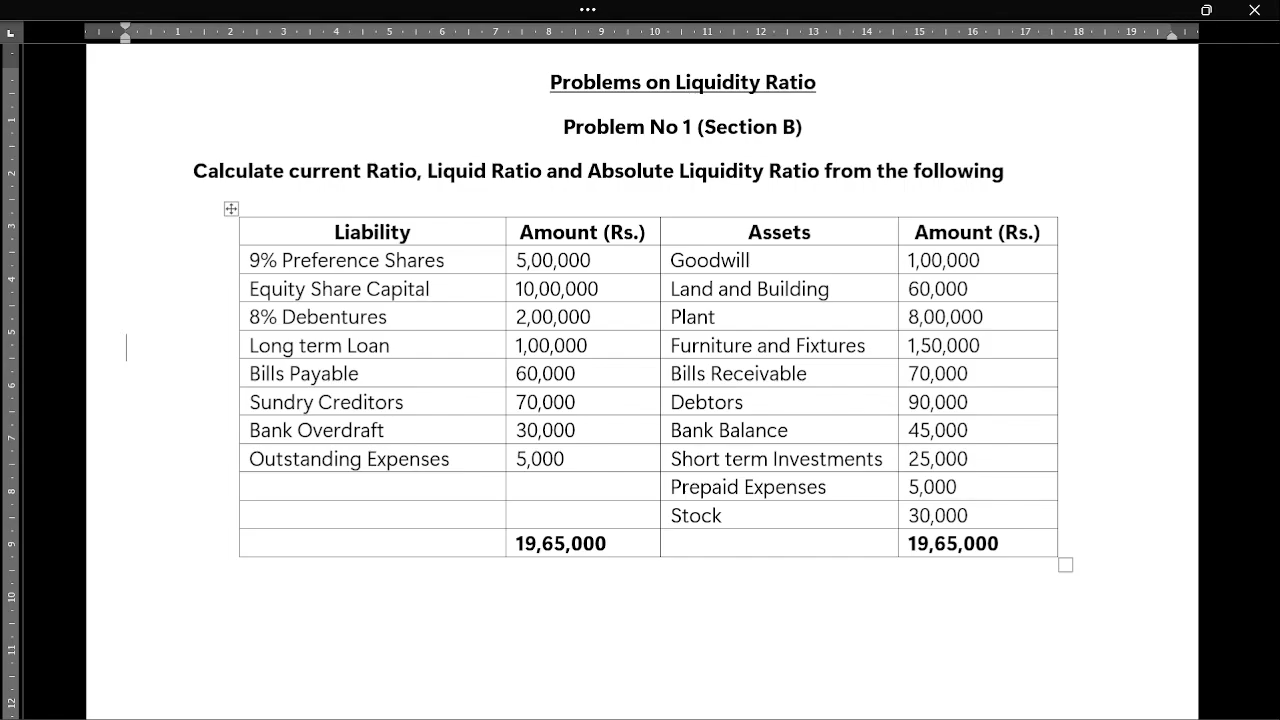 Problems on Liquidity Ratio
Problem No 1 (Section B)
Calculate current Ratio, Liquid Ratio and Absolute Liquidity Ratio from the following
Liability Amount (Rs.) Assets Amount (Rs.)
9% Preference Shares 5,00,000 Goodwill 1,00,000
Equity Share Capital 10,00,000 Land and Building 60,000
8% Debentures 2,00,000 Plant 8,00,000
Long term Loan 1,00,000 Furniture and Fixtures 1,50,000
Bills Payable 60,000 Bills Receivable 70,000
Sundry Creditors 70,000 Debtors 90,000
Bank Overdraft 30,000 Bank Balance 45,000
Outstanding Expenses 5,000 Short term Investments 25,000
Prepaid Expenses 5,000
Stock 30,000
19,65,000 19,65,000